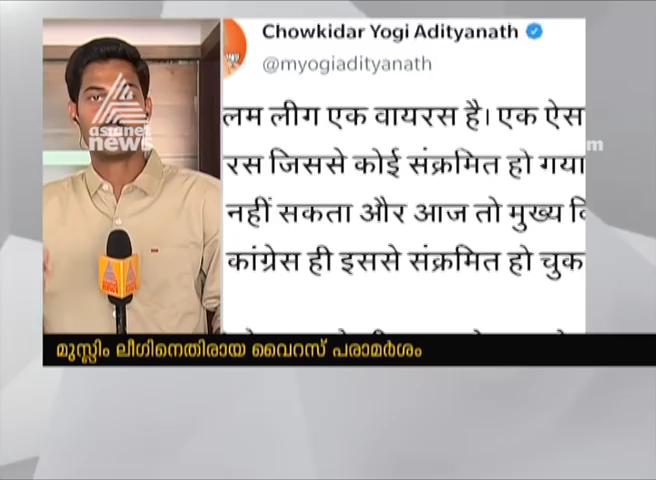 Chowkidar Yogi Adityanath
@myogiadityanath
लम लीग एक वायरस है। एक ऐस
रस जिससे कोई संक्रमित हो गया
नहीं सकता और आज तो मुख्य वि
कांग्रेस ही इससे संक्रमित हो चुक
asianet
news
m
മുസ്ലിം ലീഗിനെതിരായ വൈറസ് പരാമർശം